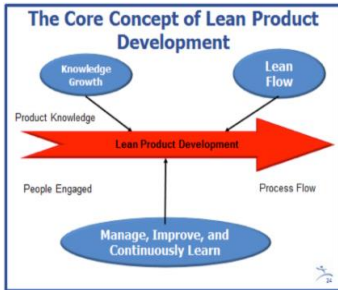 The Core Concept of Lean Product
Development
Knowledge
Growth
Lean
Flow
Product Knowledge
Lean Product Development
People Engaged
Process Flow
Manage, Improve, and
Continuously Learn
24